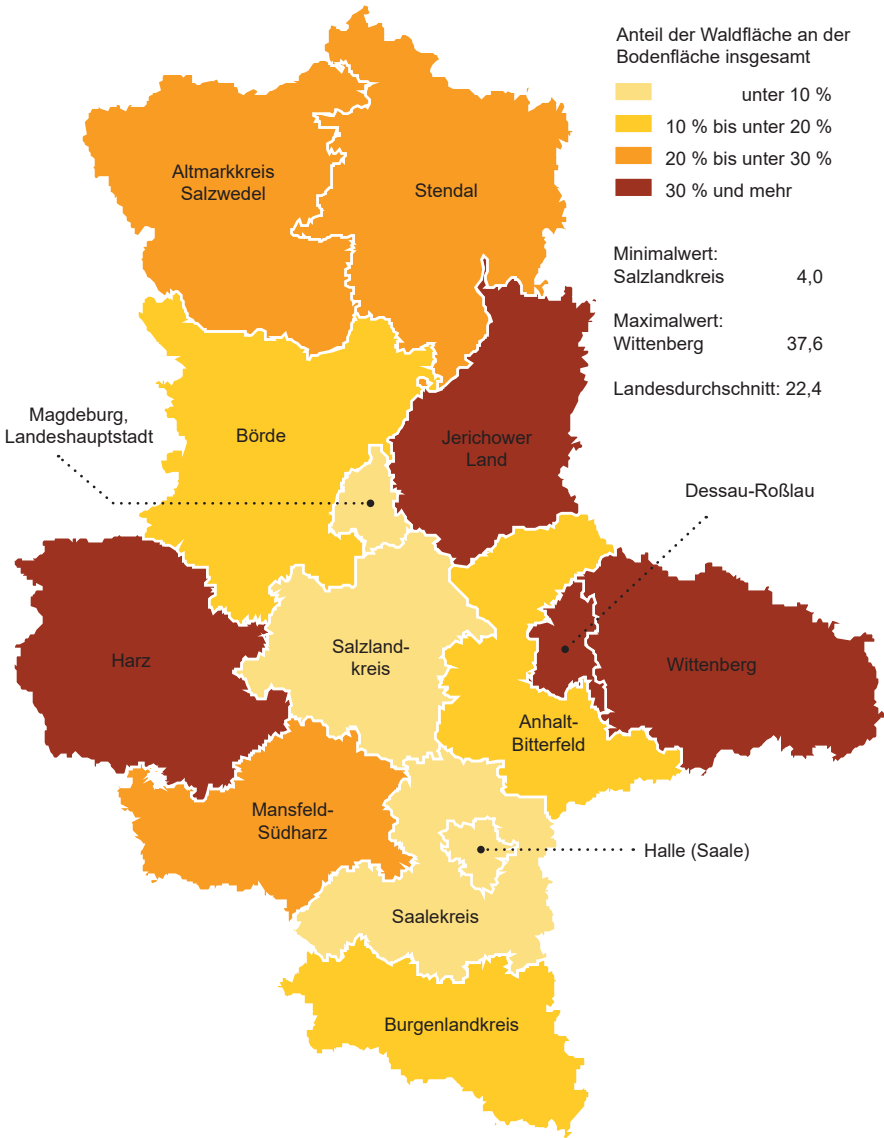 Anteil der Waldfläche an der
Bodenfläche insgesamt
unter 10 %
10 % bis unter 20 %
20 % bis unter 30 %
30 % und mehr
Minimalwert:
Salzlandkreis 4,0
Maximalwert:
Wittenberg 37,6
Landesdurchschnitt: 22,4
Altmarkkreis
Salzwedel
Stendal
Magdeburg,
Landeshauptstadt
Börde
Jerichower
Land
Dessau-Roßlau
Harz
Salzland-
kreis
Wittenberg
Anhalt-
Bitterfeld
Mansfeld-
Südharz
Halle (Saale)
Saalekreis
Burgenlandkreis